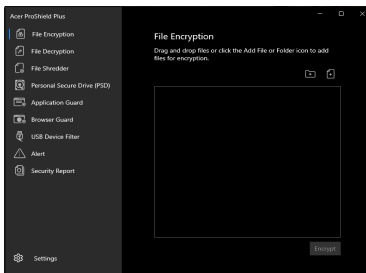 Acer ProShield Plus
File Encryption
File Decryption
File Shredder
Personal Secure Drive (PSD)
Application Guard
Browser Guard
USB Device Filter
Alert
Security Report
Settings
File Encryption
Drag and drop files or click the Add File or Folder icon to add
files for encryption.
Encrypt